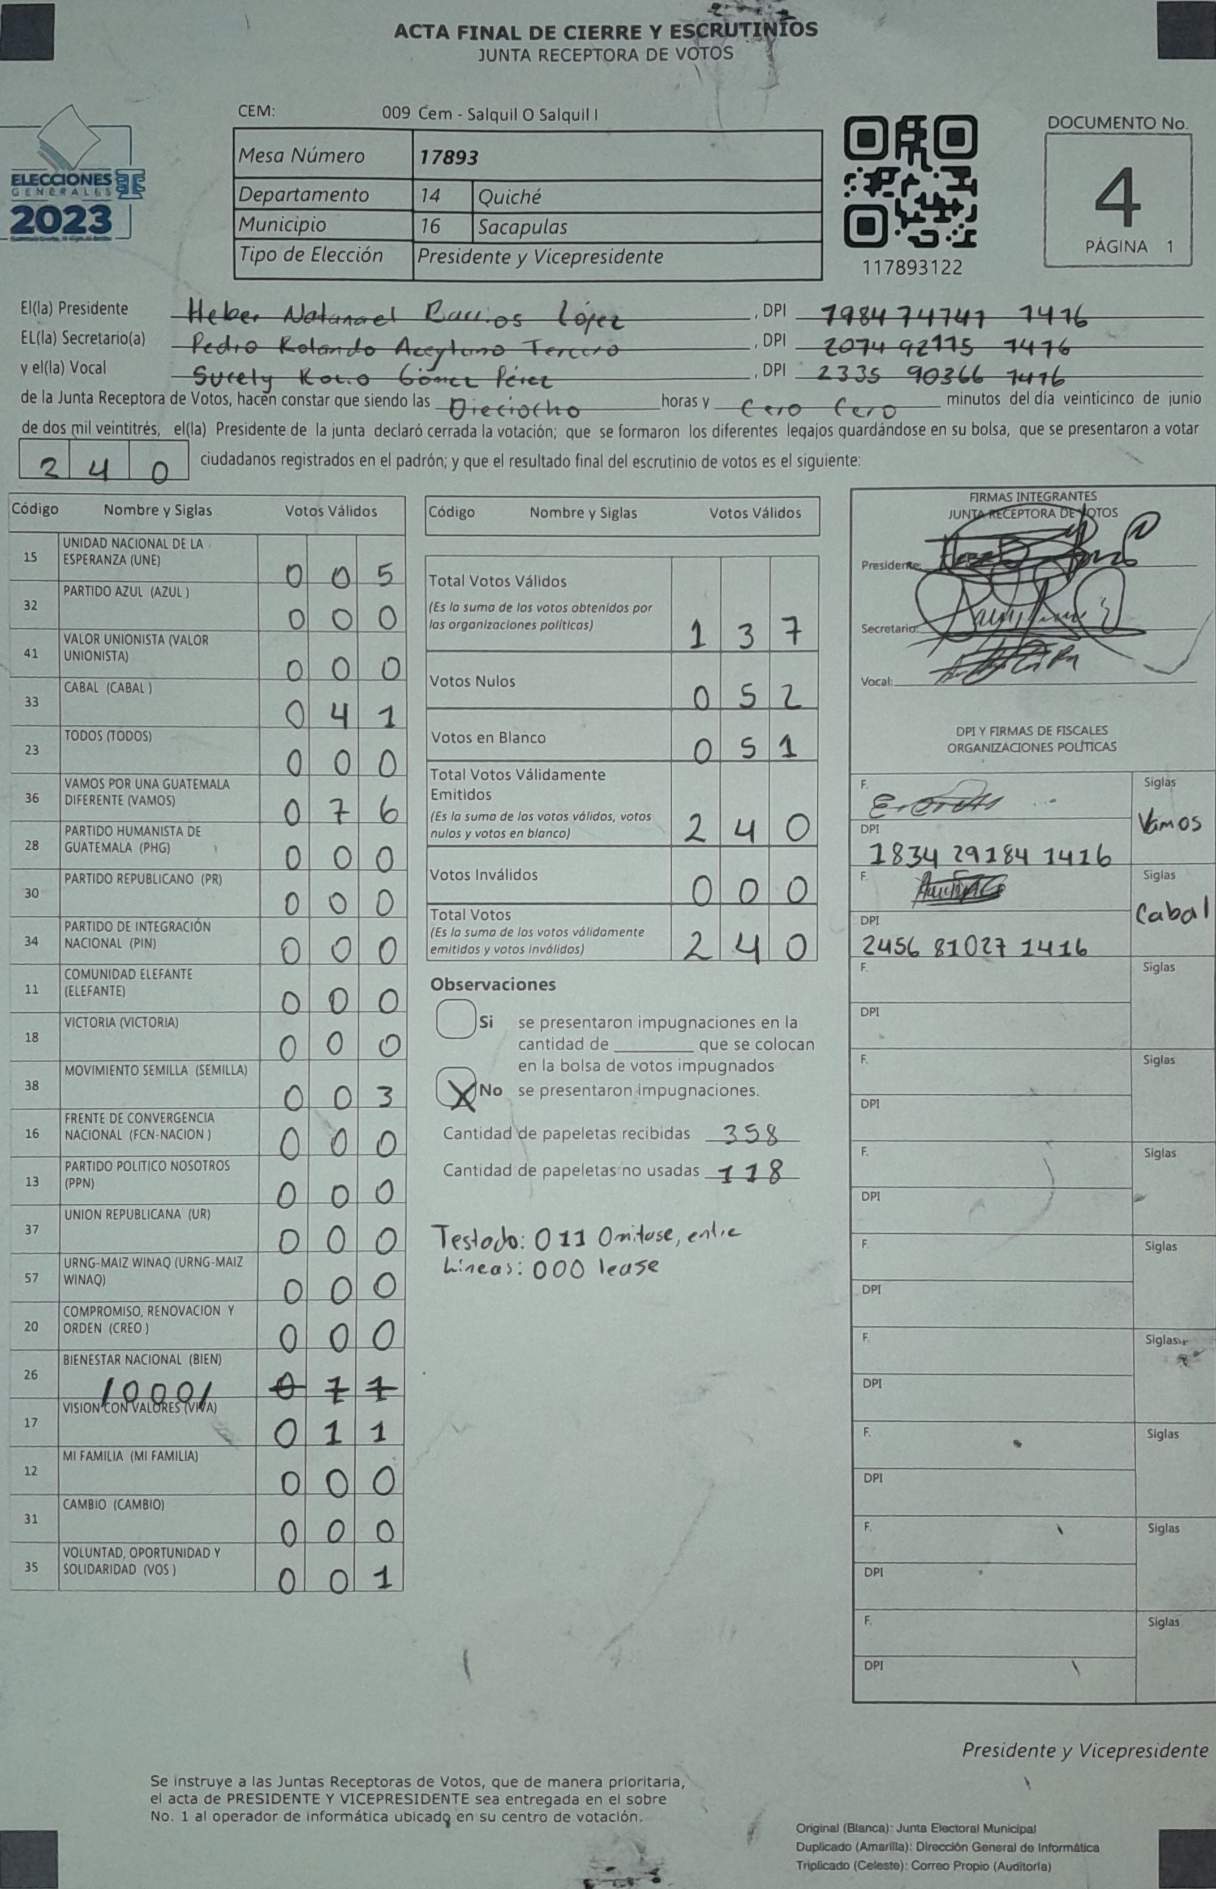 ACTA FINAL DE CIERRE Y ESCRUTINIOS
JUNTA RECEPTORA DE VOTOS
CEM: 009 Cem - Salquil O Salquil I
ELECCIONES
GENERALES
2023
Mesa Número 17893
Departamento 14 Quiché
Municipio 16 Sacapulas
Tipo de Elección Presidente y Vicepresidente
117893122
DOCUMENTO No.
4
PÁGINA 1
El(la) Presidente Heber Natanael Barrios López, DPI 1984 74747 1416
EL(la) Secretario(a) Pedro Rolando Aceytuno Tercero, DPI 2074 92175 1416
y el(la) Vocal Surely Rocio Gómez Pérez, DPI 2335 90366 1416
de la Junta Receptora de Votos, hacen constar que siendo las Dieciocho horas y Cero Cero minutos del día veinticinco de junio
de dos mil veintitrés, el(la) Presidente de la junta declaró cerrada la votación; que se formaron los diferentes legajos guardándose en su bolsa, que se presentaron a votar
2 4 0 ciudadanos registrados en el padrón; y que el resultado final del escrutinio de votos es el siguiente:
Código Nombre y Siglas Votos Válidos
15 UNIDAD NACIONAL DE LA ESPERANZA (UNE) 0 0 5
32 PARTIDO AZUL (AZUL ) 0 0 0
41 VALOR UNIONISTA (VALOR UNIONISTA) 0 0 0
33 CABAL (CABAL ) 0 4 1
23 TODOS (TODOS) 0 0 0
36 VAMOS POR UNA GUATEMALA DIFERENTE (VAMOS) 0 7 6
28 PARTIDO HUMANISTA DE GUATEMALA (PHG) 0 0 0
30 PARTIDO REPUBLICANO (PR) 0 0 0
34 PARTIDO DE INTEGRACIÓN NACIONAL (PIN) 0 0 0
11 COMUNIDAD ELEFANTE (ELEFANTE) 0 0 0
18 VICTORIA (VICTORIA) 0 0 0
38 MOVIMIENTO SEMILLA (SEMILLA) 0 0 3
16 FRENTE DE CONVERGENCIA NACIONAL (FCN-NACION ) 0 0 0
13 PARTIDO POLITICO NOSOTROS (PPN) 0 0 0
37 UNION REPUBLICANA (UR) 0 0 0
57 URNG-MAIZ WINAQ (URNG-MAIZ WINAQ) 0 0 0
20 COMPROMISO, RENOVACION Y ORDEN (CREO ) 0 0 0
26 BIENESTAR NACIONAL (BIEN) /000/ 0 1 1
17 VISION CON VALORES (VIVA) 0 1 1
12 MI FAMILIA (MI FAMILIA) 0 0 0
31 CAMBIO (CAMBIO) 0 0 0
35 VOLUNTAD, OPORTUNIDAD Y SOLIDARIDAD (VOS ) 0 0 1
Código Nombre y Siglas Votos Válidos
Total Votos Válidos
(Es la suma de los votos obtenidos por
las organizaciones políticas) 1 3 7
Votos Nulos 0 5 2
Votos en Blanco 0 5 1
Total Votos Válidamente
Emitidos
(Es la suma de los votos válidos, votos
nulos y votos en blanco) 2 4 0
Votos Inválidos 0 0 0
Total Votos
(Es la suma de los votos válidamente
emitidos y votos inválidos) 2 4 0
Observaciones
Si se presentaron impugnaciones en la
cantidad de ________ que se colocan
en la bolsa de votos impugnados
X No se presentaron impugnaciones.
Cantidad de papeletas recibidas 358
Cantidad de papeletas no usadas 118
Testado: 011 Omitase, entre
Lineas: 000 lease
FIRMAS INTEGRANTES
JUNTA RECEPTORA DE VOTOS
Presidente:
Secretario:
Vocal:
DPI Y FIRMAS DE FISCALES
ORGANIZACIONES POLÍTICAS
F. Siglas
Vamos
DPI
1834 29184 1416
F. Siglas
Cabal
DPI
2456 81027 1416
F. Siglas
DPI
F. Siglas
DPI
F. Siglas
DPI
F. Siglas
DPI
F. Siglas
DPI
F. Siglas
DPI
F. Siglas
DPI
F. Siglas
DPI
Presidente y Vicepresidente
Se instruye a las Juntas Receptoras de Votos, que de manera prioritaria,
el acta de PRESIDENTE Y VICEPRESIDENTE sea entregada en el sobre
No. 1 al operador de informática ubicado en su centro de votación.
Original (Blanca): Junta Electoral Municipal
Duplicado (Amarilla): Dirección General de Informática
Triplicado (Celeste): Correo Propio (Auditoría)